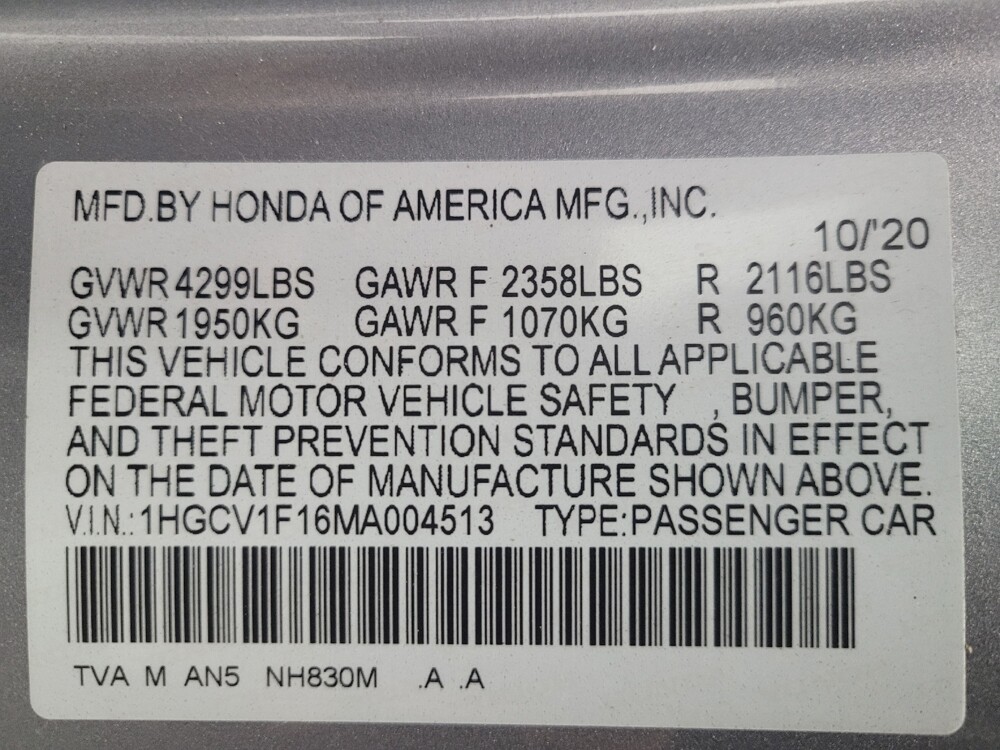 MFD.BY HONDA OF AMERICA MFG.,INC.
10/'20
GVWR 4299LBS GAWR F 2358LBS R 2116LBS
GVWR 1950KG GAWR F 1070KG R 960KG
THIS VEHICLE CONFORMS TO ALL APPLICABLE
FEDERAL MOTOR VEHICLE SAFETY , BUMPER,
AND THEFT PREVENTION STANDARDS IN EFFECT
ON THE DATE OF MANUFACTURE SHOWN ABOVE.
V.I.N.:1HGCV1F16MA004513 TYPE:PASSENGER CAR
TVA M AN5 NH830M .A .A